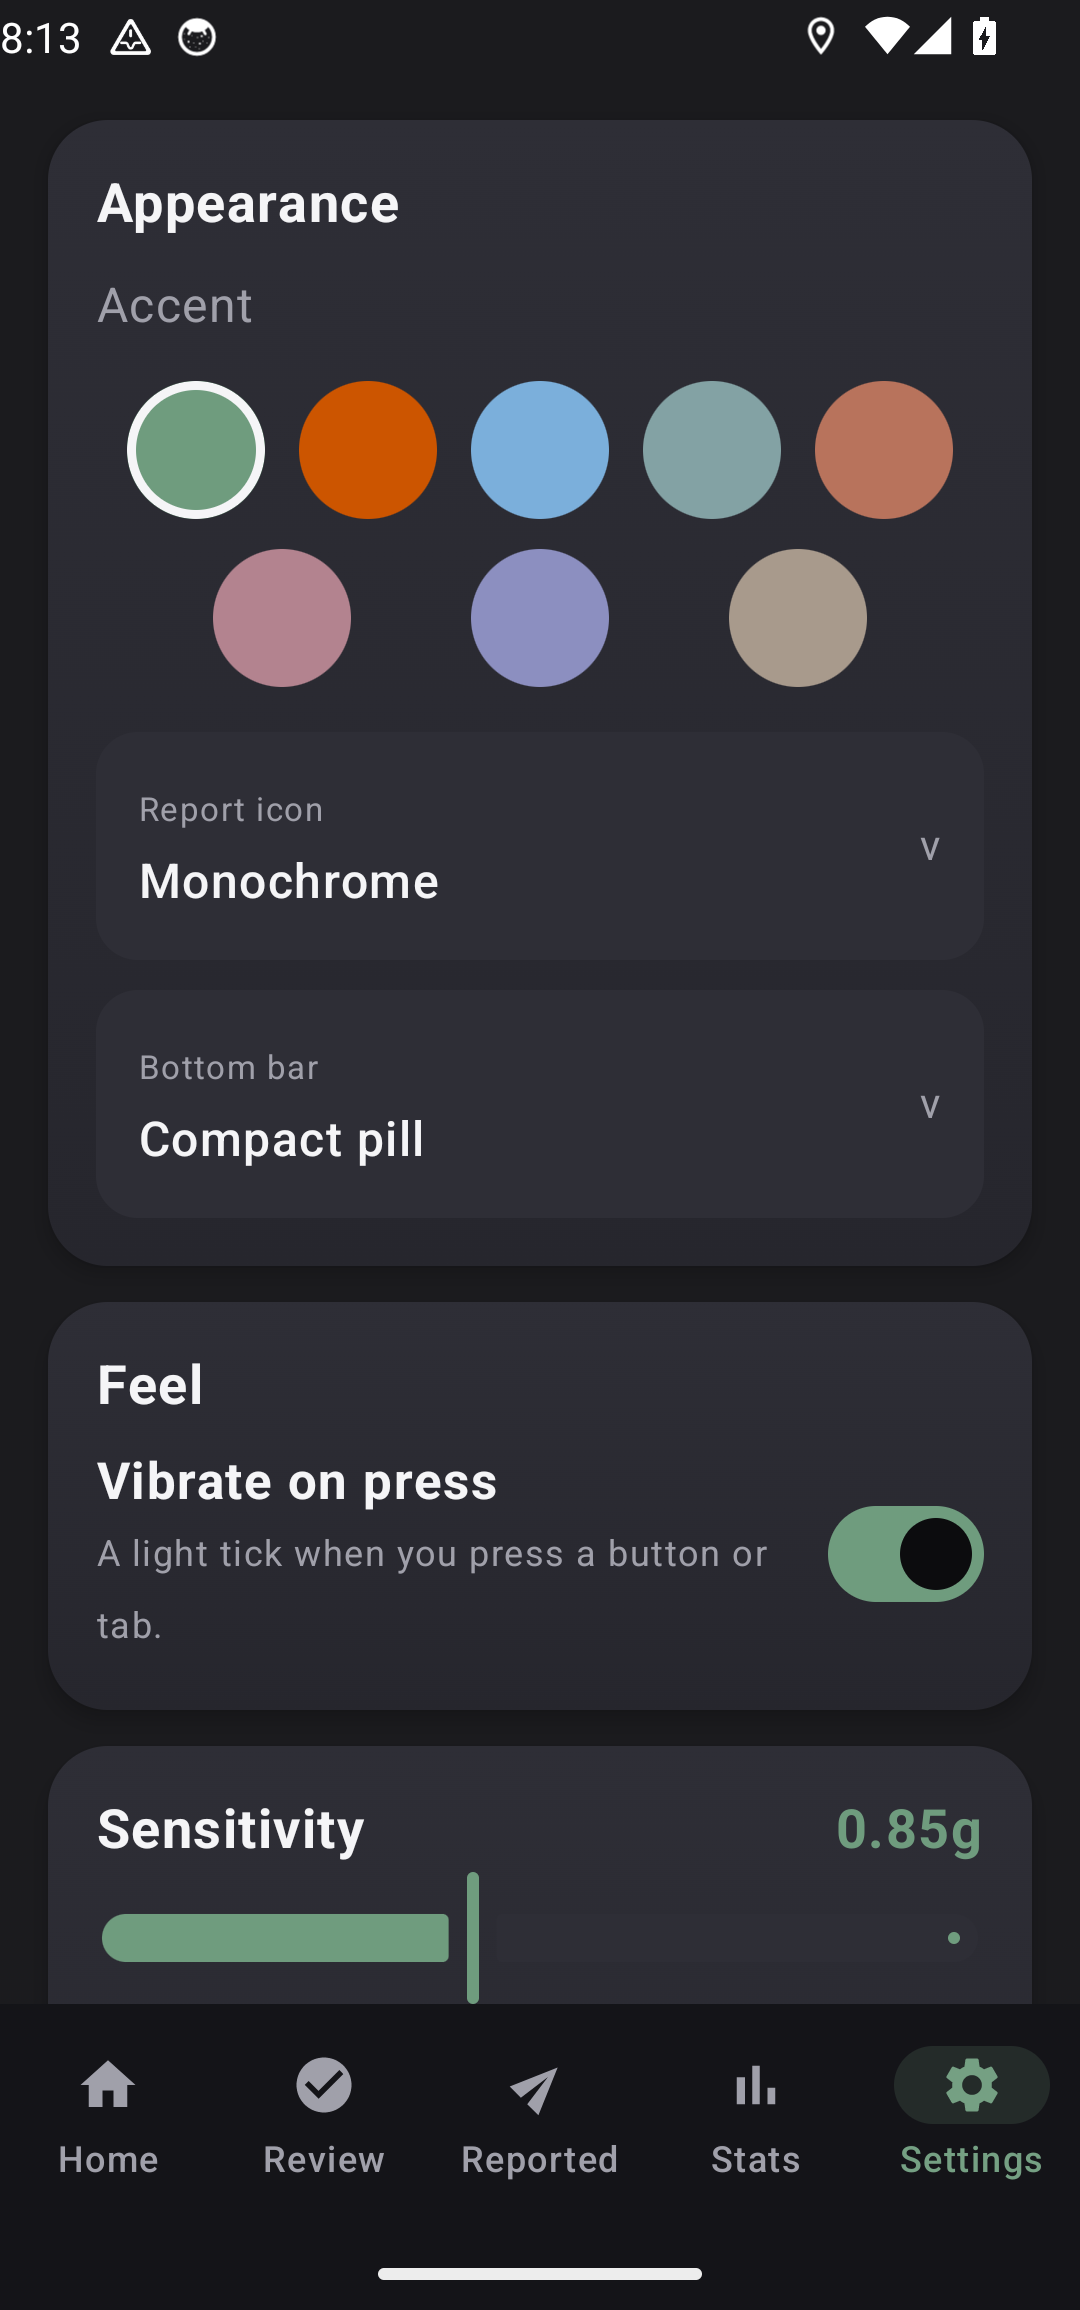 8:13
Appearance
Accent
Report icon
Monochrome
v
Bottom bar
Compact pill
v
Feel
Vibrate on press
A light tick when you press a button or
tab.
Sensitivity 0.85g
Home Review Reported Stats Settings